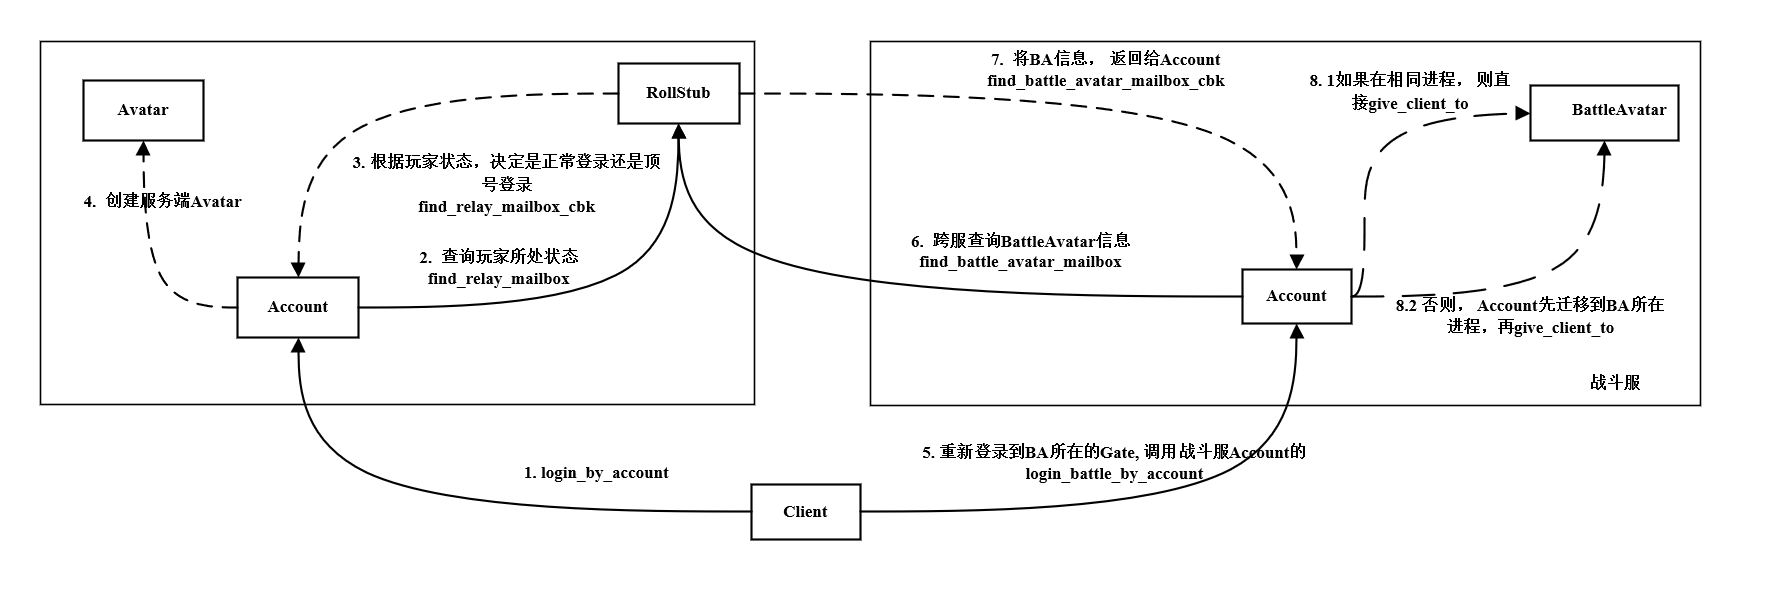 7. 将BA信息， 返回给Account
find_battle_avatar_mailbox_cbk
8. 1如果在相同进程， 则直
接give_client_to
RollStub
Avatar
BattleAvatar
3. 根据玩家状态，决定是正常登录还是顶
号登录
find_relay_mailbox_cbk
4. 创建服务端Avatar
2. 查询玩家所处状态
find_relay_mailbox
6. 跨服查询BattleAvatar信息
find_battle_avatar_mailbox
Account
Account
8.2 否则， Account先迁移到BA所在
进程，再give_client_to
战斗服
5. 重新登录到BA所在的Gate, 调用战斗服Account的
login_battle_by_account
1. login_by_account
Client